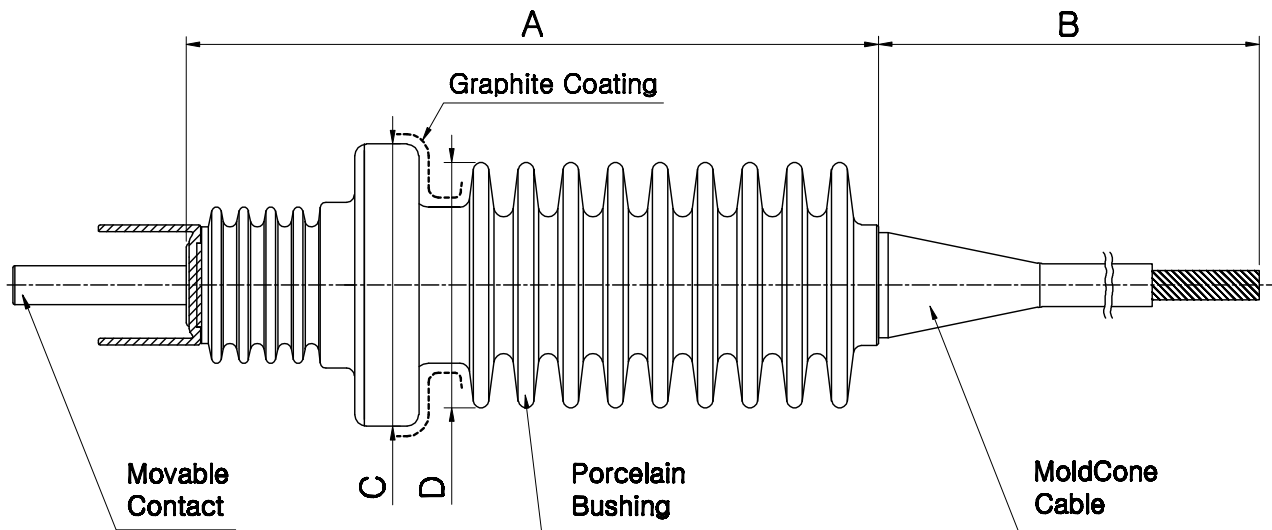 A
B
Graphite Coating
C
D
Movable
Contact
Porcelain
Bushing
MoldCone
Cable